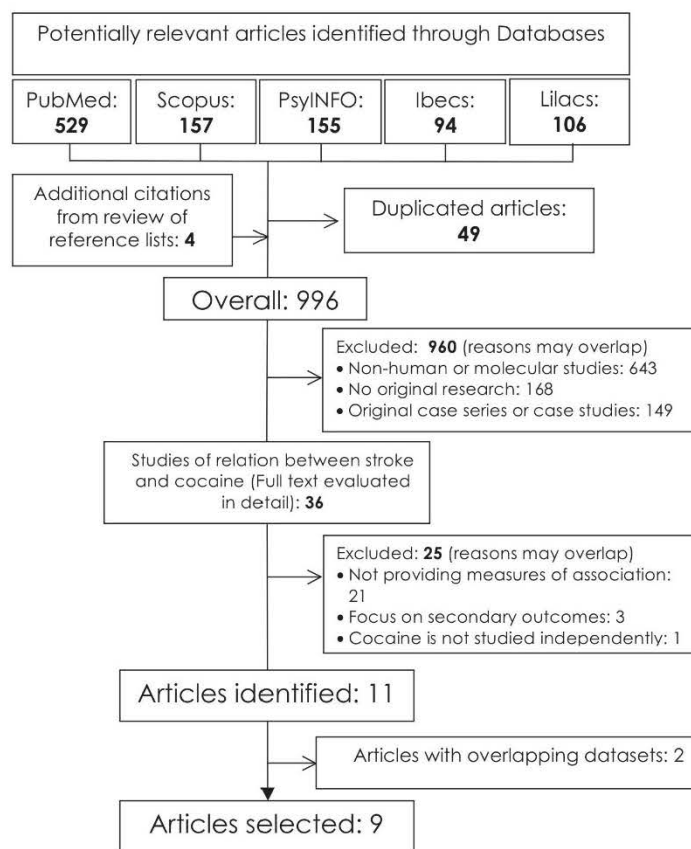 Potentially relevant articles identified through Databases
PubMed:
529
Scopus:
157
PsyINFO:
155
Ibecs:
94
Lilacs:
106
Additional citations
from review of
reference lists: 4
Duplicated articles:
49
Overall: 996
Excluded: 960 (reasons may overlap)
• Non-human or molecular studies: 643
• No original research: 168
• Original case series or case studies: 149
Studies of relation between stroke
and cocaine (Full text evaluated
in detail): 36
Excluded: 25 (reasons may overlap)
• Not providing measures of association:
21
• Focus on secondary outcomes: 3
• Cocaine is not studied independently: 1
Articles identified: 11
Articles with overlapping datasets: 2
Articles selected: 9